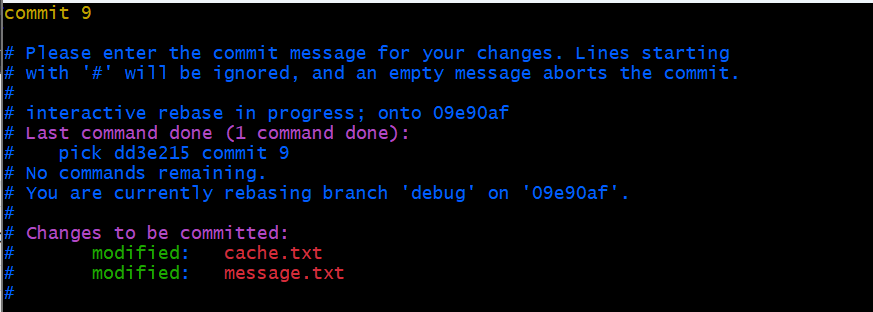 commit 9
# Please enter the commit message for your changes. Lines starting
# with '#' will be ignored, and an empty message aborts the commit.
#
# interactive rebase in progress; onto 09e90af
# Last command done (1 command done):
#    pick dd3e215 commit 9
# No commands remaining.
# You are currently rebasing branch 'debug' on '09e90af'.
#
# Changes to be committed:
#       modified:   cache.txt
#       modified:   message.txt
#